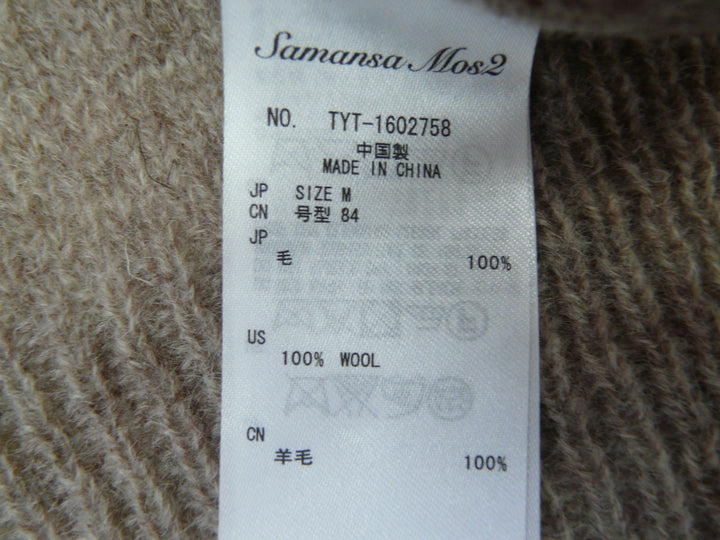 Samansa Mos2
NO. TYT-1602758
中国製
MADE IN CHINA
JP SIZE M
CN 号型 84
JP
毛 100%
US
100% WOOL
CN
羊毛 100%